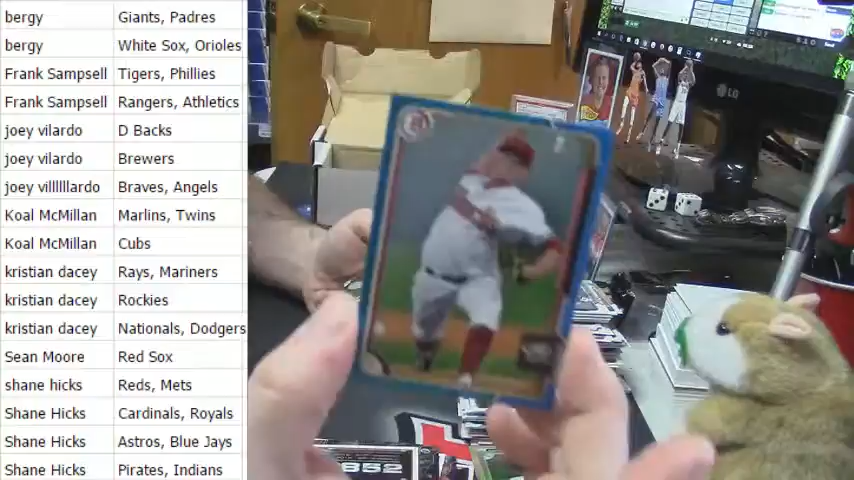 bergy Giants, Padres
bergy White Sox, Orioles
Frank Sampsell Tigers, Phillies
Frank Sampsell Rangers, Athletics
joey vilardo D Backs
joey vilardo Brewers
joey villllllardo Braves, Angels
Koal McMillan Marlins, Twins
Koal McMillan Cubs
kristian dacey Rays, Mariners
kristian dacey Rockies
kristian dacey Nationals, Dodgers
Sean Moore Red Sox
shane hicks Reds, Mets
Shane Hicks Cardinals, Royals
Shane Hicks Astros, Blue Jays
Shane Hicks Pirates, Indians
LG